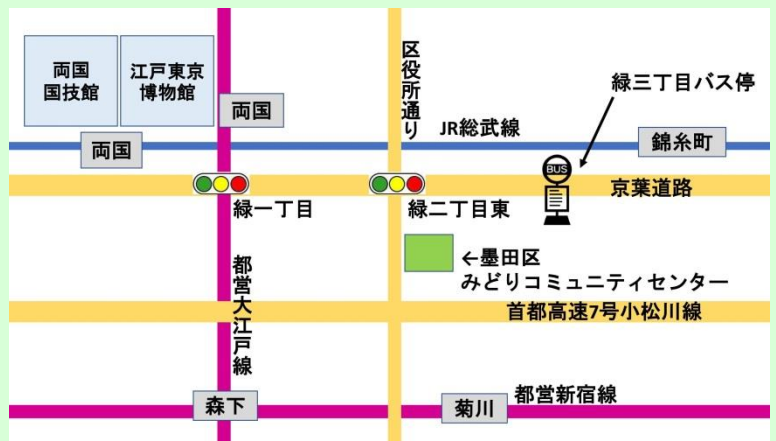 両国
国技館
江戸東京
博物館
両国
両国
区役所通り
緑三丁目バス停
JR総武線
錦糸町
BUS
京葉道路
緑一丁目
緑二丁目東
←墨田区
みどりコミュニティセンター
都営大江戸線
首都高速7号小松川線
森下
菊川
都営新宿線